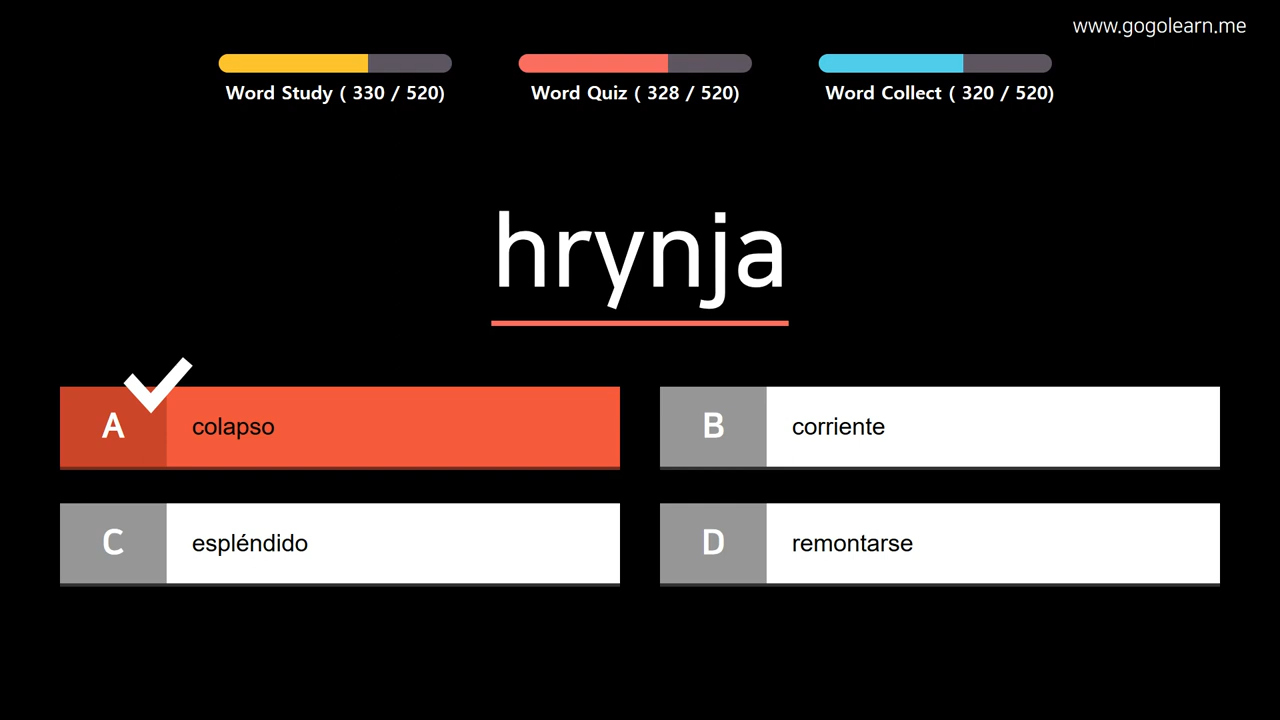 www.gogolearn.me
Word Study ( 330 / 520)
Word Quiz ( 328 / 520)
Word Collect ( 320 / 520)
hrynja
A colapso
B corriente
C espléndido
D remontarse